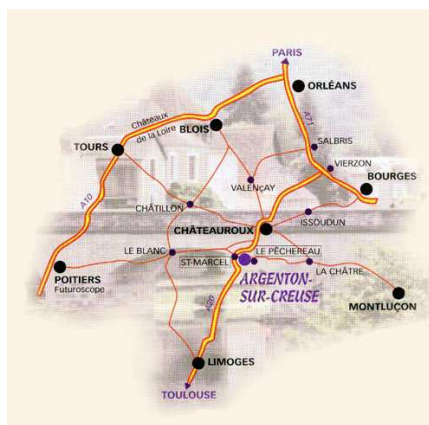 PARIS
ORLÉANS
Châteaux
de la Loire
BLOIS
A71
TOURS
SALBRIS
VIERZON
VALENÇAY
BOURGES
A10
CHÂTILLON
ISSOUDUN
CHÂTEAUROUX
LE BLANC
ST-MARCEL
LE PÊCHEREAU
LA CHÂTRE
POITIERS
Futuroscope
ARGENTON-
SUR-CREUSE
MONTLUÇON
A20
LIMOGES
TOULOUSE